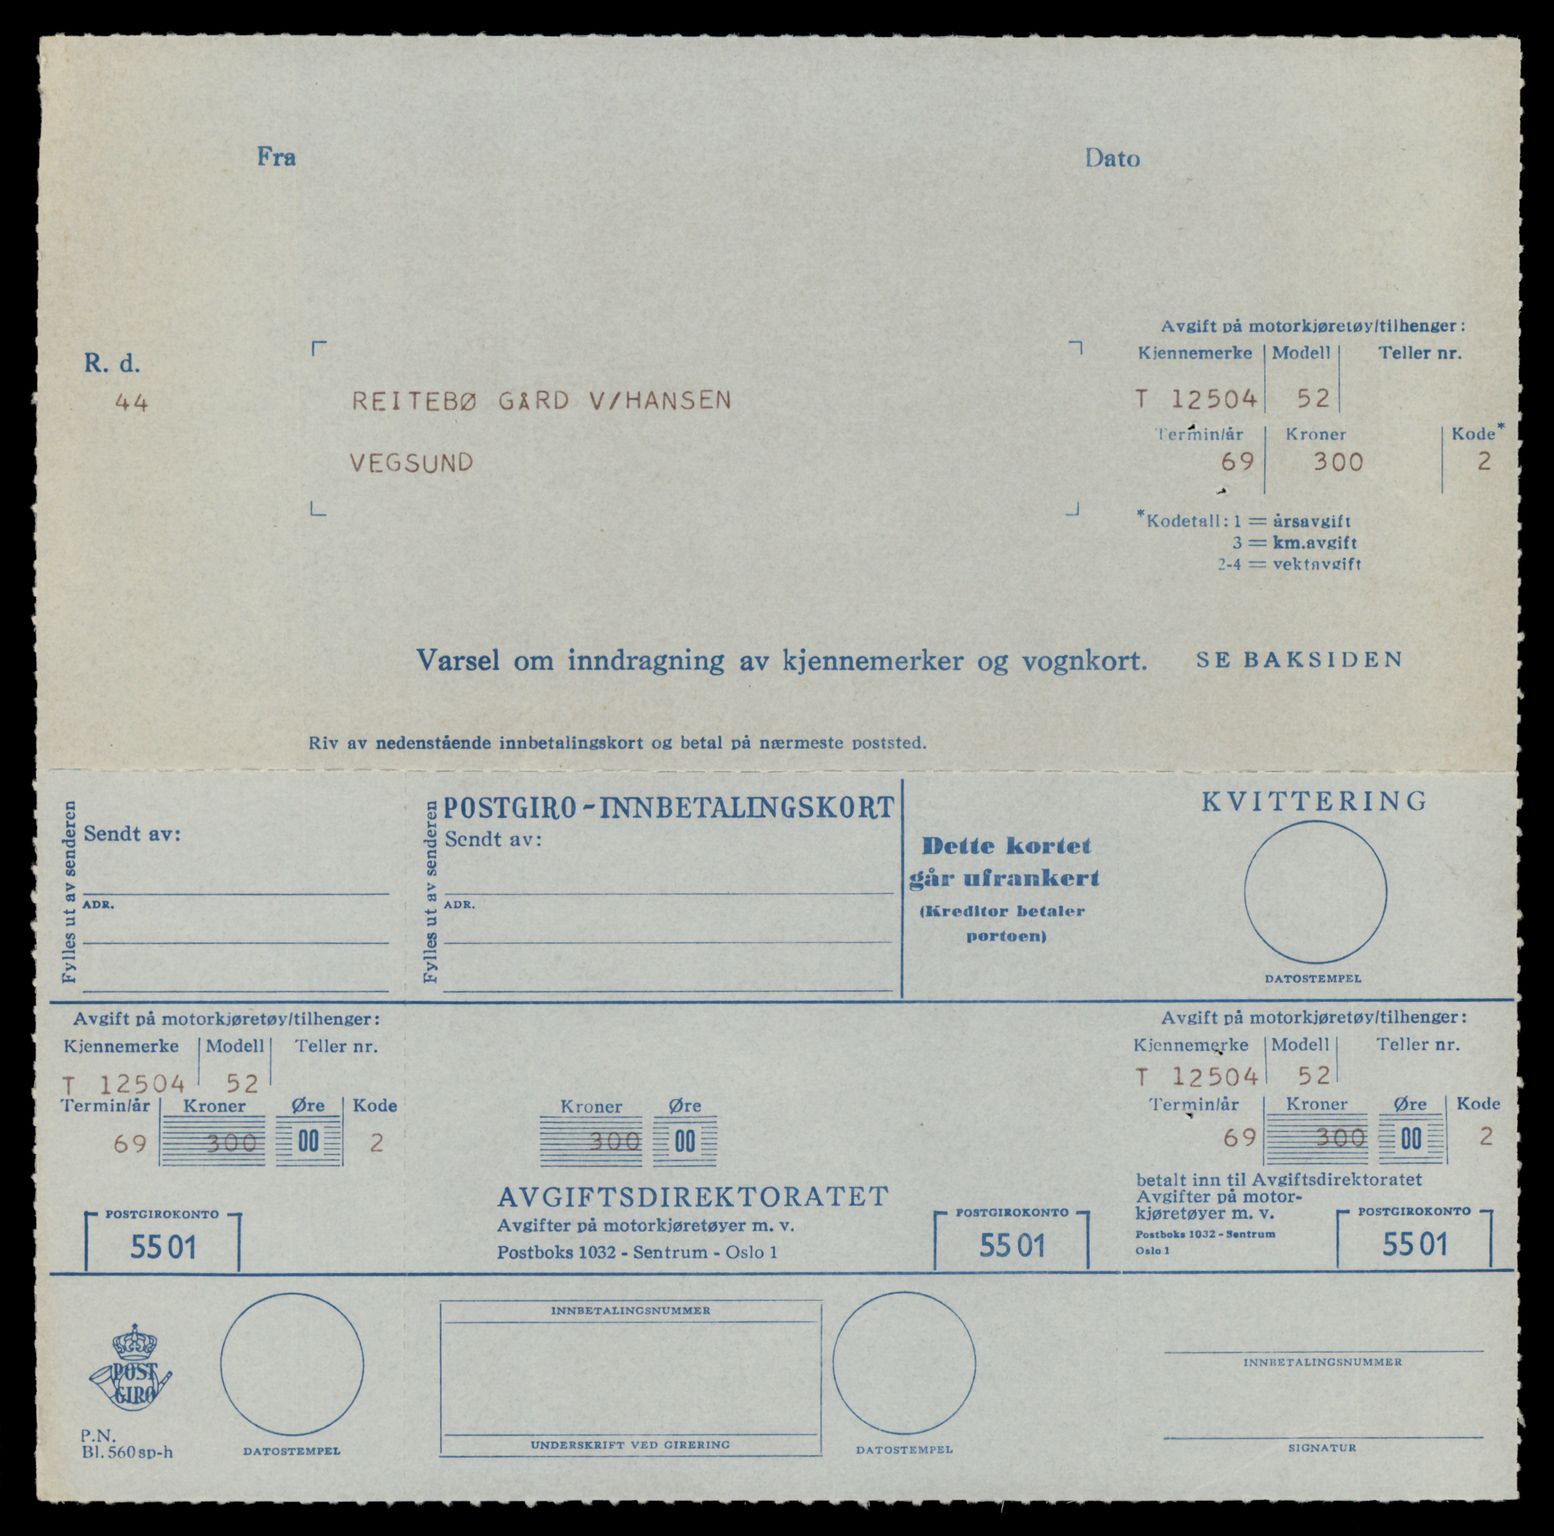 Fra Dato
Avgift på motorkjøretøy/tilhenger:
R. d. Kjennemerke Modell Teller nr.
44 REITEBØ GÅRD V/HANSEN T 12504 52
Termin/år Kroner Kode*
VEGSUND 69 300 2
*Kodetall: 1 = årsavgift
3 = km.avgift
2-4 = vektavgift
Varsel om inndragning av kjennemerker og vognkort. SE BAKSIDEN
Riv av nedenstående innbetalingskort og betal på nærmeste poststed.
Fylles ut av senderen
Sendt av:
ADR.
Fylles ut av senderen
POSTGIRO-INNBETALINGSKORT
Sendt av:
ADR.
Dette kortet
går ufrankert
(Kreditor betaler
portoen)
KVITTERING
DATOSTEMPEL
Avgift på motorkjøretøy/tilhenger:
Kjennemerke Modell Teller nr.
T 12504 52
Termin/år Kroner Øre Kode
69 300 00 2
POSTGIROKONTO
5501
Kroner Øre
300 00
AVGIFTSDIREKTORATET
Avgifter på motorkjøretøyer m. v.
Postboks 1032 - Sentrum - Oslo 1
POSTGIROKONTO
5501
Avgift på motorkjøretøy/tilhenger:
Kjennemerke Modell Teller nr.
T 12504 52
Termin/år Kroner Øre Kode
69 300 00 2
betalt inn til Avgiftsdirektoratet
Avgifter på motor-
kjøretøyer m. v.
Postboks 1032 - Sentrum
Oslo 1
POSTGIROKONTO
5501
POST
GIRO
P.N.
Bl. 560 sp-h
DATOSTEMPEL
INNBETALINGSNUMMER
UNDERSKRIFT VED GIRERING
DATOSTEMPEL
INNBETALINGSNUMMER
SIGNATUR